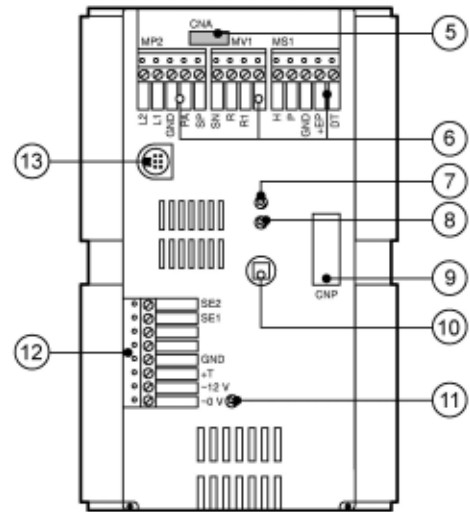 CNA
5
MP2 MV1 MS1
L2 L1 GND PA SP SN R R1 H P GND +EP DT
6
13
7
8
9
CNP
10
SE2
SE1
12
GND
+T
-12 V
-0 V
11